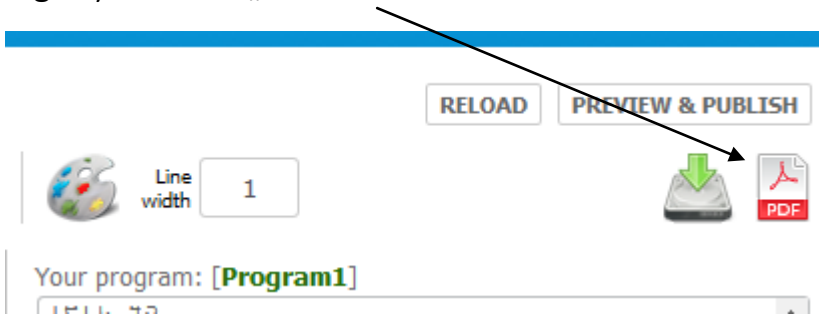 RELOAD
PREVIEW & PUBLISH
Line
width
1
PDF
Your program: [Program1]